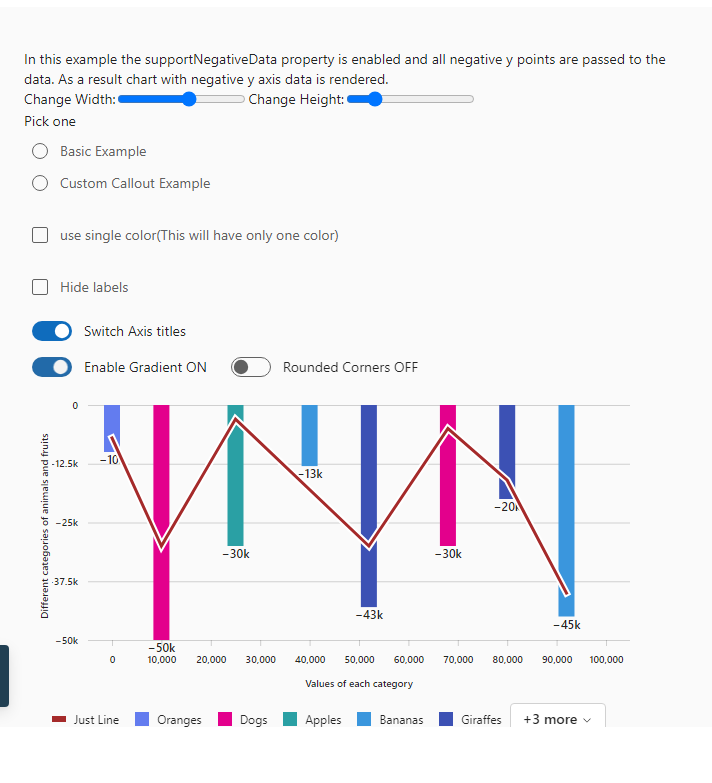 In this example the supportNegativeData property is enabled and all negative y points are passed to the
data. As a result chart with negative y axis data is rendered.
Change Width: Change Height:
Pick one
Basic Example
Custom Callout Example
use single color(This will have only one color)
Hide labels
Switch Axis titles
Enable Gradient ON Rounded Corners OFF
Different categories of animals and fruits
0
-12.5k
−25k
-37.5k
−50k
−10
−50k
−30k
−13k
−43k
−30k
−20
−45k
0 10,000 20,000 30,000 40,000 50,000 60,000 70,000 80,000 90,000 100,000
Values of each category
Just Line Oranges Dogs Apples Bananas Giraffes +3 more